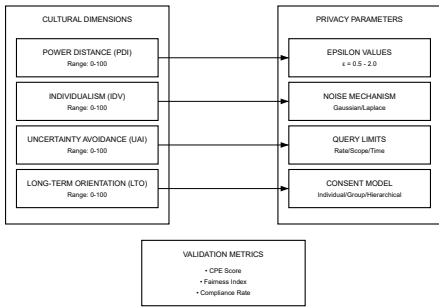 CULTURAL DIMENSIONS
POWER DISTANCE (PDI)
Range: 0-100
INDIVIDUALISM (IDV)
Range: 0-100
UNCERTAINTY AVOIDANCE (UAI)
Range: 0-100
LONG-TERM ORIENTATION (LTO)
Range: 0-100
PRIVACY PARAMETERS
EPSILON VALUES
ε = 0.5 - 2.0
NOISE MECHANISM
Gaussian/Laplace
QUERY LIMITS
Rate/Scope/Time
CONSENT MODEL
Individual/Group/Hierarchical
VALIDATION METRICS
• CPE Score
• Fairness Index
• Compliance Rate